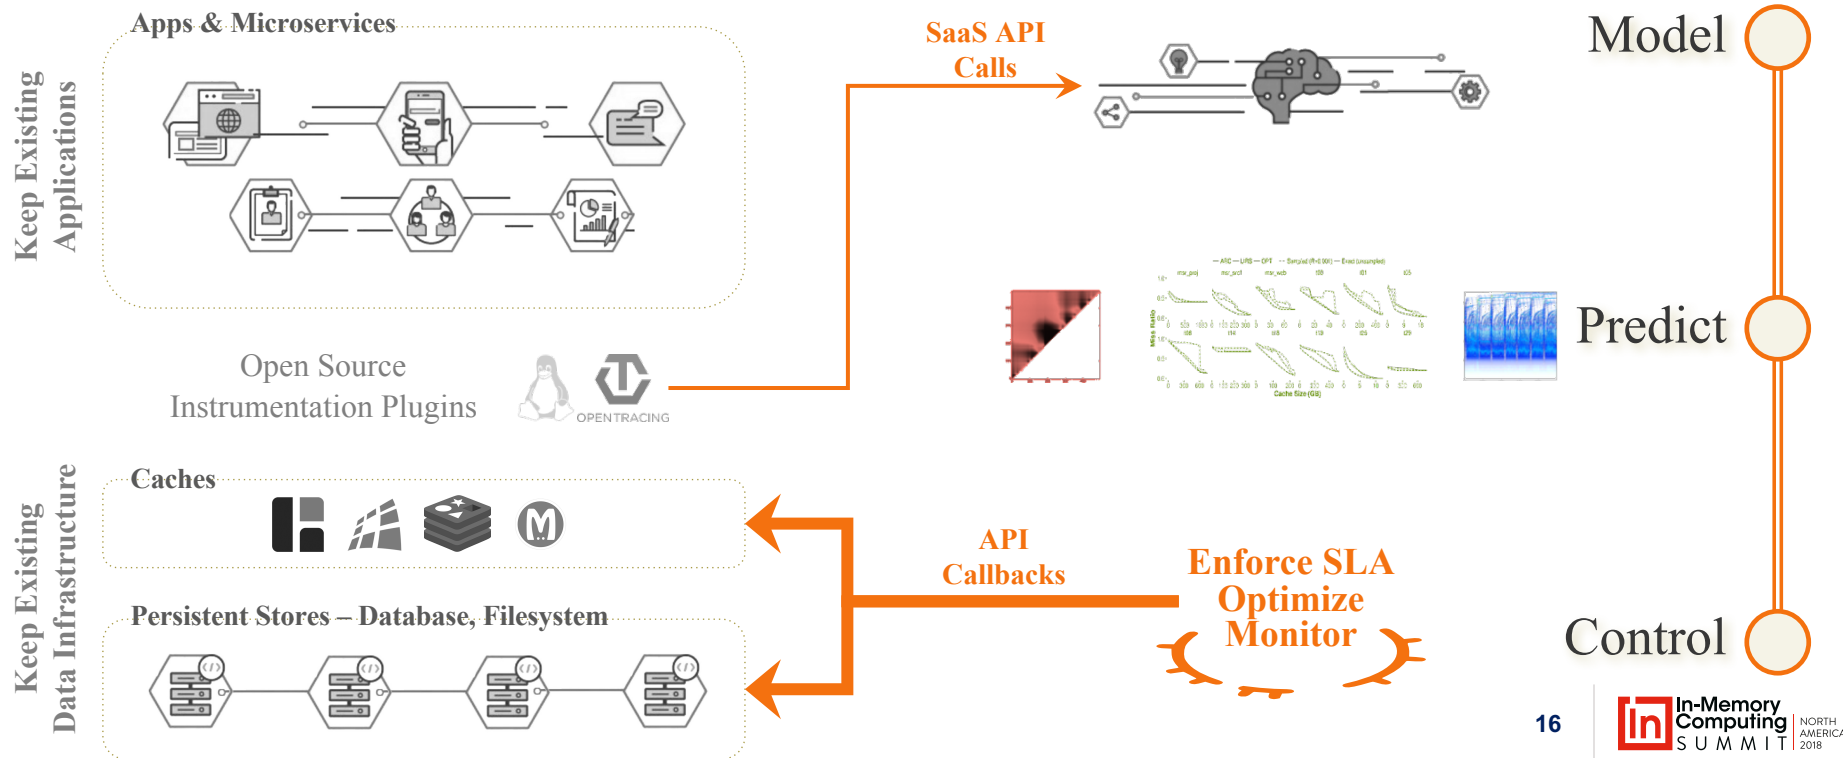 Apps & Microservices
Keep Existing
Applications
SaaS API
Calls
Model
Open Source
Instrumentation Plugins
OPENTRACING
Predict
Miss Ratio
Cache Size (GB)
Keep Existing
Data Infrastructure
Caches
M
Persistent Stores – Database, Filesystem
API
Callbacks
Enforce SLA
Optimize
Monitor
Control
16
In
In-Memory
Computing
SUMMIT
NORTH
AMERICA
2018